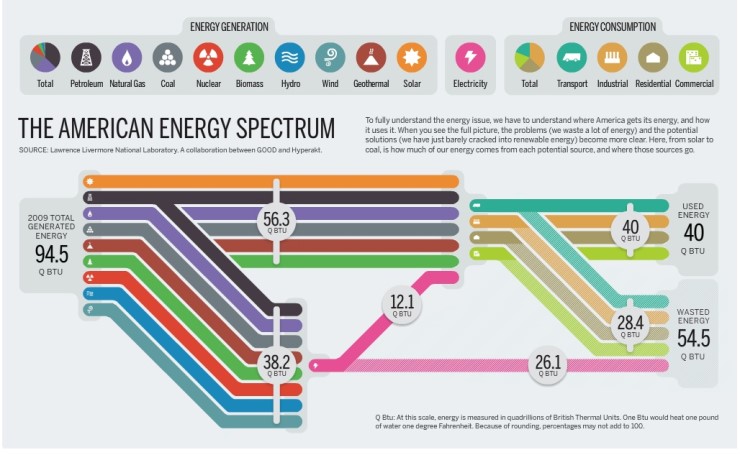 ENERGY GENERATION
ENERGY CONSUMPTION
Total
Petroleum
Natural Gas
Coal
Nuclear
Biomass
Hydro
Wind
Geothermal
Solar
Electricity
Total
Transport
Industrial
Residential
Commercial
THE AMERICAN ENERGY SPECTRUM
SOURCE: Lawrence Livermore National Laboratory. A collaboration between GOOD and Hyperakt.
To fully understand the energy issue, we have to understand where America gets its energy, and how
it uses it. When you see the full picture, the problems (we waste a lot of energy) and the potential
solutions (we have just barely cracked into renewable energy) become more clear. Here, from solar to
coal, is how much of our energy comes from each potential source, and where those sources go.
2009 TOTAL
GENERATED
ENERGY
94.5
Q BTU
56.3
Q BTU
38.2
Q BTU
12.1
Q BTU
26.1
Q BTU
40
Q BTU
28.4
Q BTU
USED
ENERGY
40
Q BTU
WASTED
ENERGY
54.5
Q BTU
Q Btu: At this scale, energy is measured in quadrillions of British Thermal Units. One Btu would heat one pound
of water one degree Fahrenheit. Because of rounding, percentages may not add to 100.